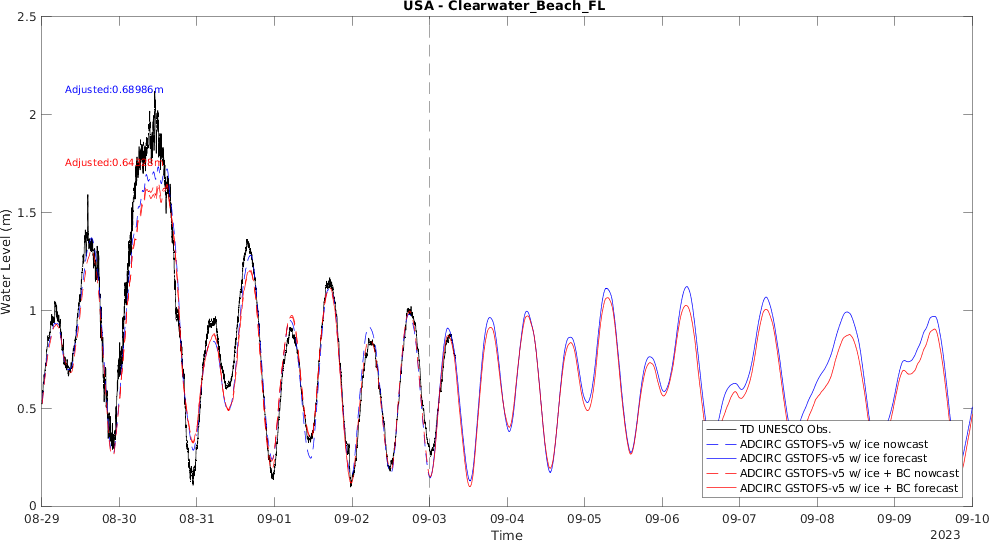 USA - Clearwater_Beach_FL
2.5
2
1.5
1
0.5
0
Water Level (m)
Adjusted:0.68986m
TD UNESCO Obs.
ADCIRC GSTOFS-v5 w/ ice nowcast
ADCIRC GSTOFS-v5 w/ ice forecast
ADCIRC GSTOFS-v5 w/ ice + BC nowcast
ADCIRC GSTOFS-v5 w/ ice + BC forecast
08-29 08-30 08-31 09-01 09-02 09-03 09-04 09-05 09-06 09-07 09-08 09-09 09-10
Time
2023